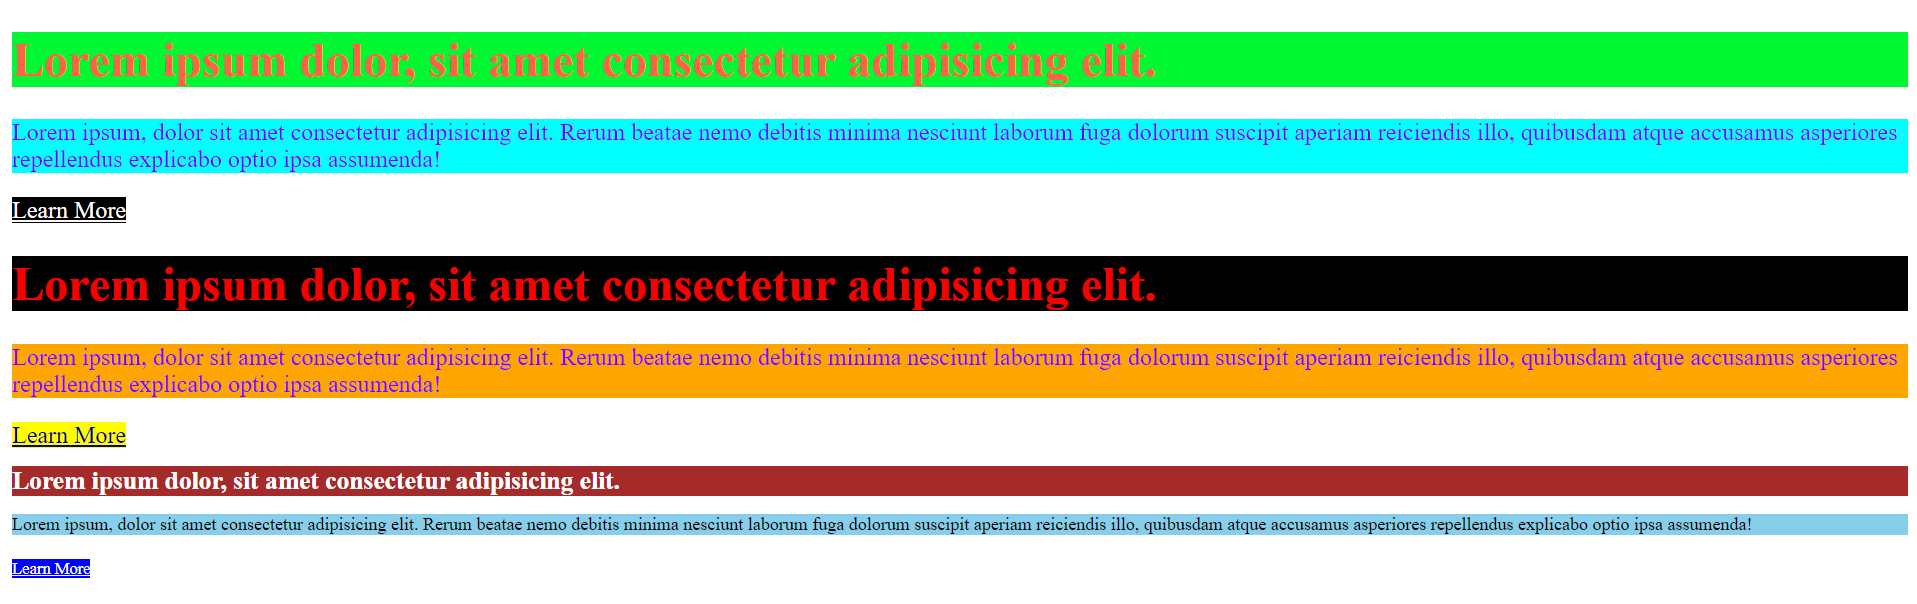 Lorem ipsum dolor, sit amet consectetur adipisicing elit.
Lorem ipsum, dolor sit amet consectetur adipisicing elit. Rerum beatae nemo debitis minima nesciunt laborum fuga dolorum suscipit aperiam reiciendis illo, quibusdam atque accusamus asperiores
repellendus explicabo optio ipsa assumenda!
Learn More
Lorem ipsum dolor, sit amet consectetur adipisicing elit.
Lorem ipsum, dolor sit amet consectetur adipisicing elit. Rerum beatae nemo debitis minima nesciunt laborum fuga dolorum suscipit aperiam reiciendis illo, quibusdam atque accusamus asperiores
repellendus explicabo optio ipsa assumenda!
Learn More
Lorem ipsum dolor, sit amet consectetur adipisicing elit.
Lorem ipsum, dolor sit amet consectetur adipisicing elit. Rerum beatae nemo debitis minima nesciunt laborum fuga dolorum suscipit aperiam reiciendis illo, quibusdam atque accusamus asperiores repellendus explicabo optio ipsa assumenda!
Learn More